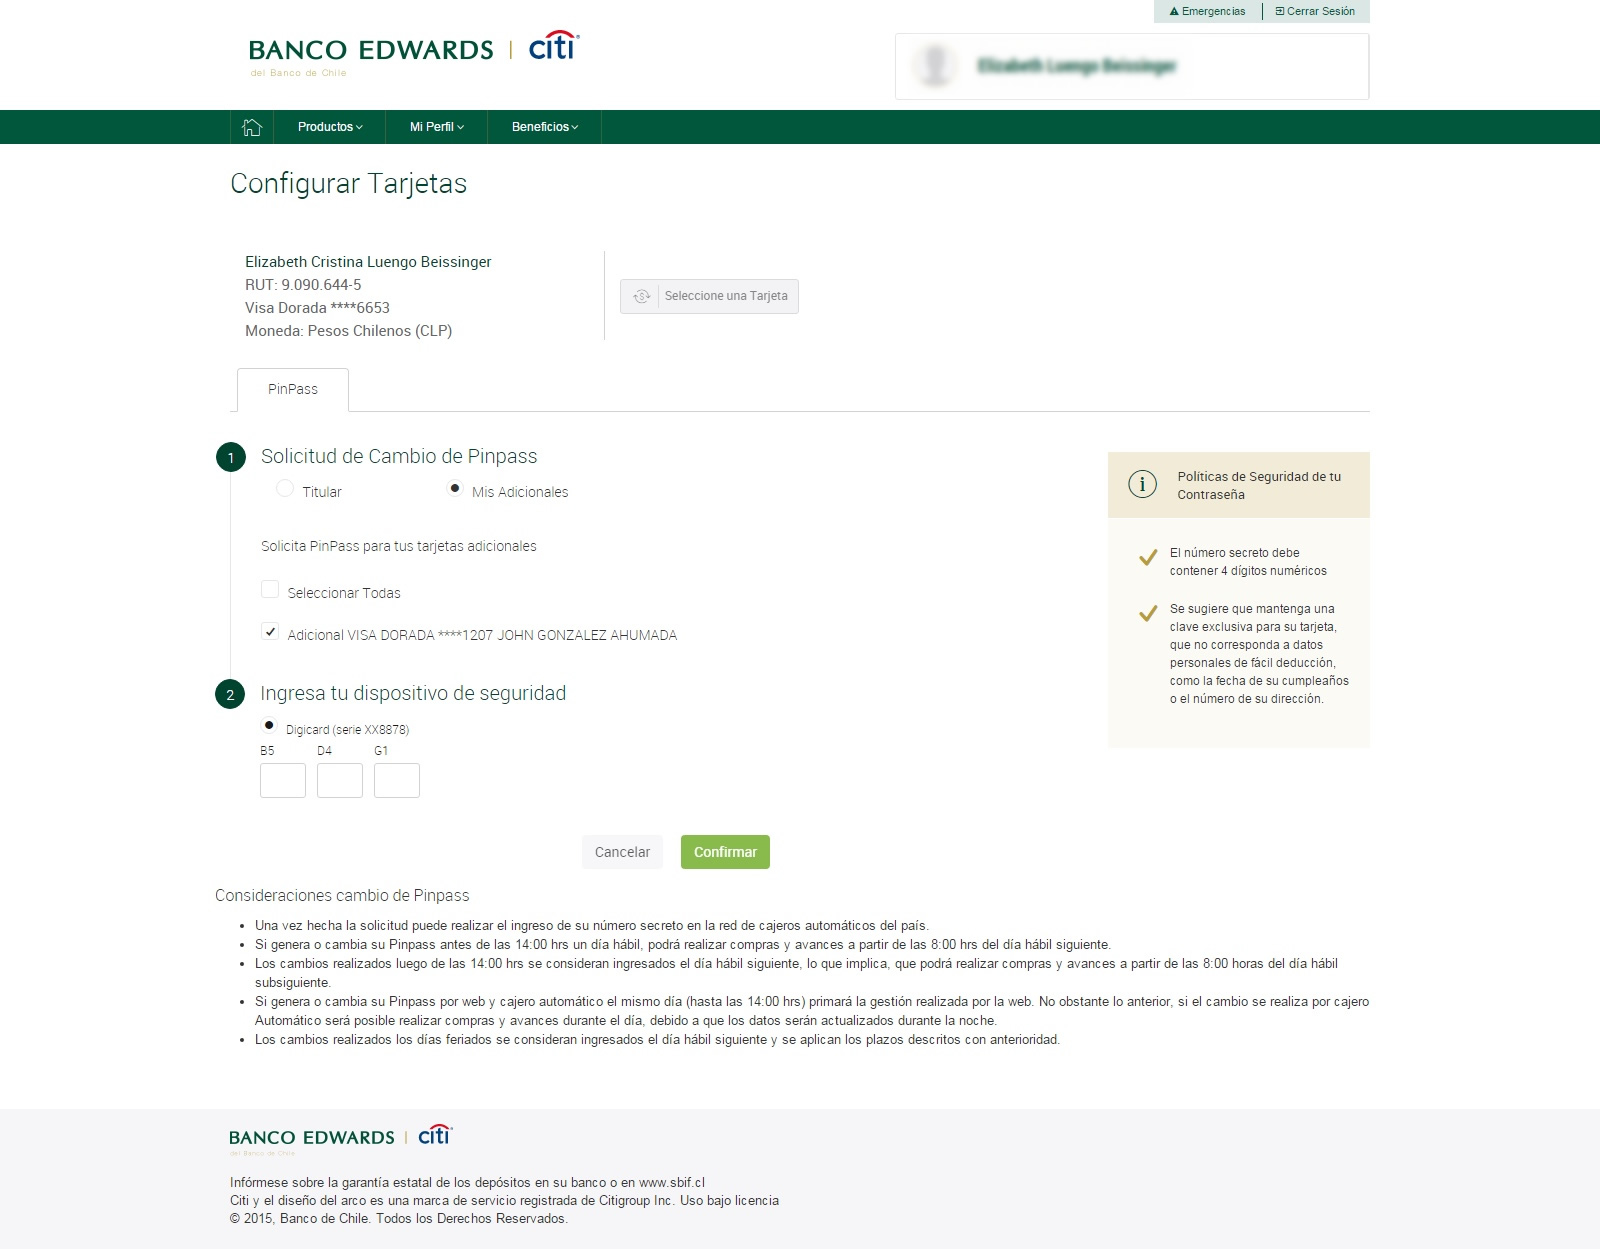 Emergencias
Cerrar Sesión
BANCO EDWARDS | citi®
del Banco de Chile
Elizabeth Luengo Beissinger
Productos
Mi Perfil
Beneficios
Configurar Tarjetas
Elizabeth Cristina Luengo Beissinger
RUT: 9.090.644-5
Visa Dorada ****6653
Moneda: Pesos Chilenos (CLP)
Seleccione una Tarjeta
PinPass
1
Solicitud de Cambio de Pinpass
Titular
Mis Adicionales
Solicita PinPass para tus tarjetas adicionales
Seleccionar Todas
Adicional VISA DORADA ****1207 JOHN GONZALEZ AHUMADA
2
Ingresa tu dispositivo de seguridad
Digicard (serie XX8878)
B5
D4
G1
Cancelar
Confirmar
i
Políticas de Seguridad de tu
Contraseña
El número secreto debe
contener 4 dígitos numéricos
Se sugiere que mantenga una
clave exclusiva para su tarjeta,
que no corresponda a datos
personales de fácil deducción,
como la fecha de su cumpleaños
o el número de su dirección.
Consideraciones cambio de Pinpass
• Una vez hecha la solicitud puede realizar el ingreso de su número secreto en la red de cajeros automáticos del país.
• Si genera o cambia su Pinpass antes de las 14:00 hrs un día hábil, podrá realizar compras y avances a partir de las 8:00 hrs del día hábil siguiente.
• Los cambios realizados luego de las 14:00 hrs se consideran ingresados el día hábil siguiente, lo que implica, que podrá realizar compras y avances a partir de las 8:00 horas del día hábil
subsiguiente.
• Si genera o cambia su Pinpass por web y cajero automático el mismo día (hasta las 14:00 hrs) primará la gestión realizada por la web. No obstante lo anterior, si el cambio se realiza por cajero
Automático será posible realizar compras y avances durante el día, debido a que los datos serán actualizados durante la noche.
• Los cambios realizados los días feriados se consideran ingresados el día hábil siguiente y se aplican los plazos descritos con anterioridad.
BANCO EDWARDS | citi®
del Banco de Chile
Infórmese sobre la garantía estatal de los depósitos en su banco o en www.sbif.cl
Citi y el diseño del arco es una marca de servicio registrada de Citigroup Inc. Uso bajo licencia
© 2015, Banco de Chile. Todos los Derechos Reservados.